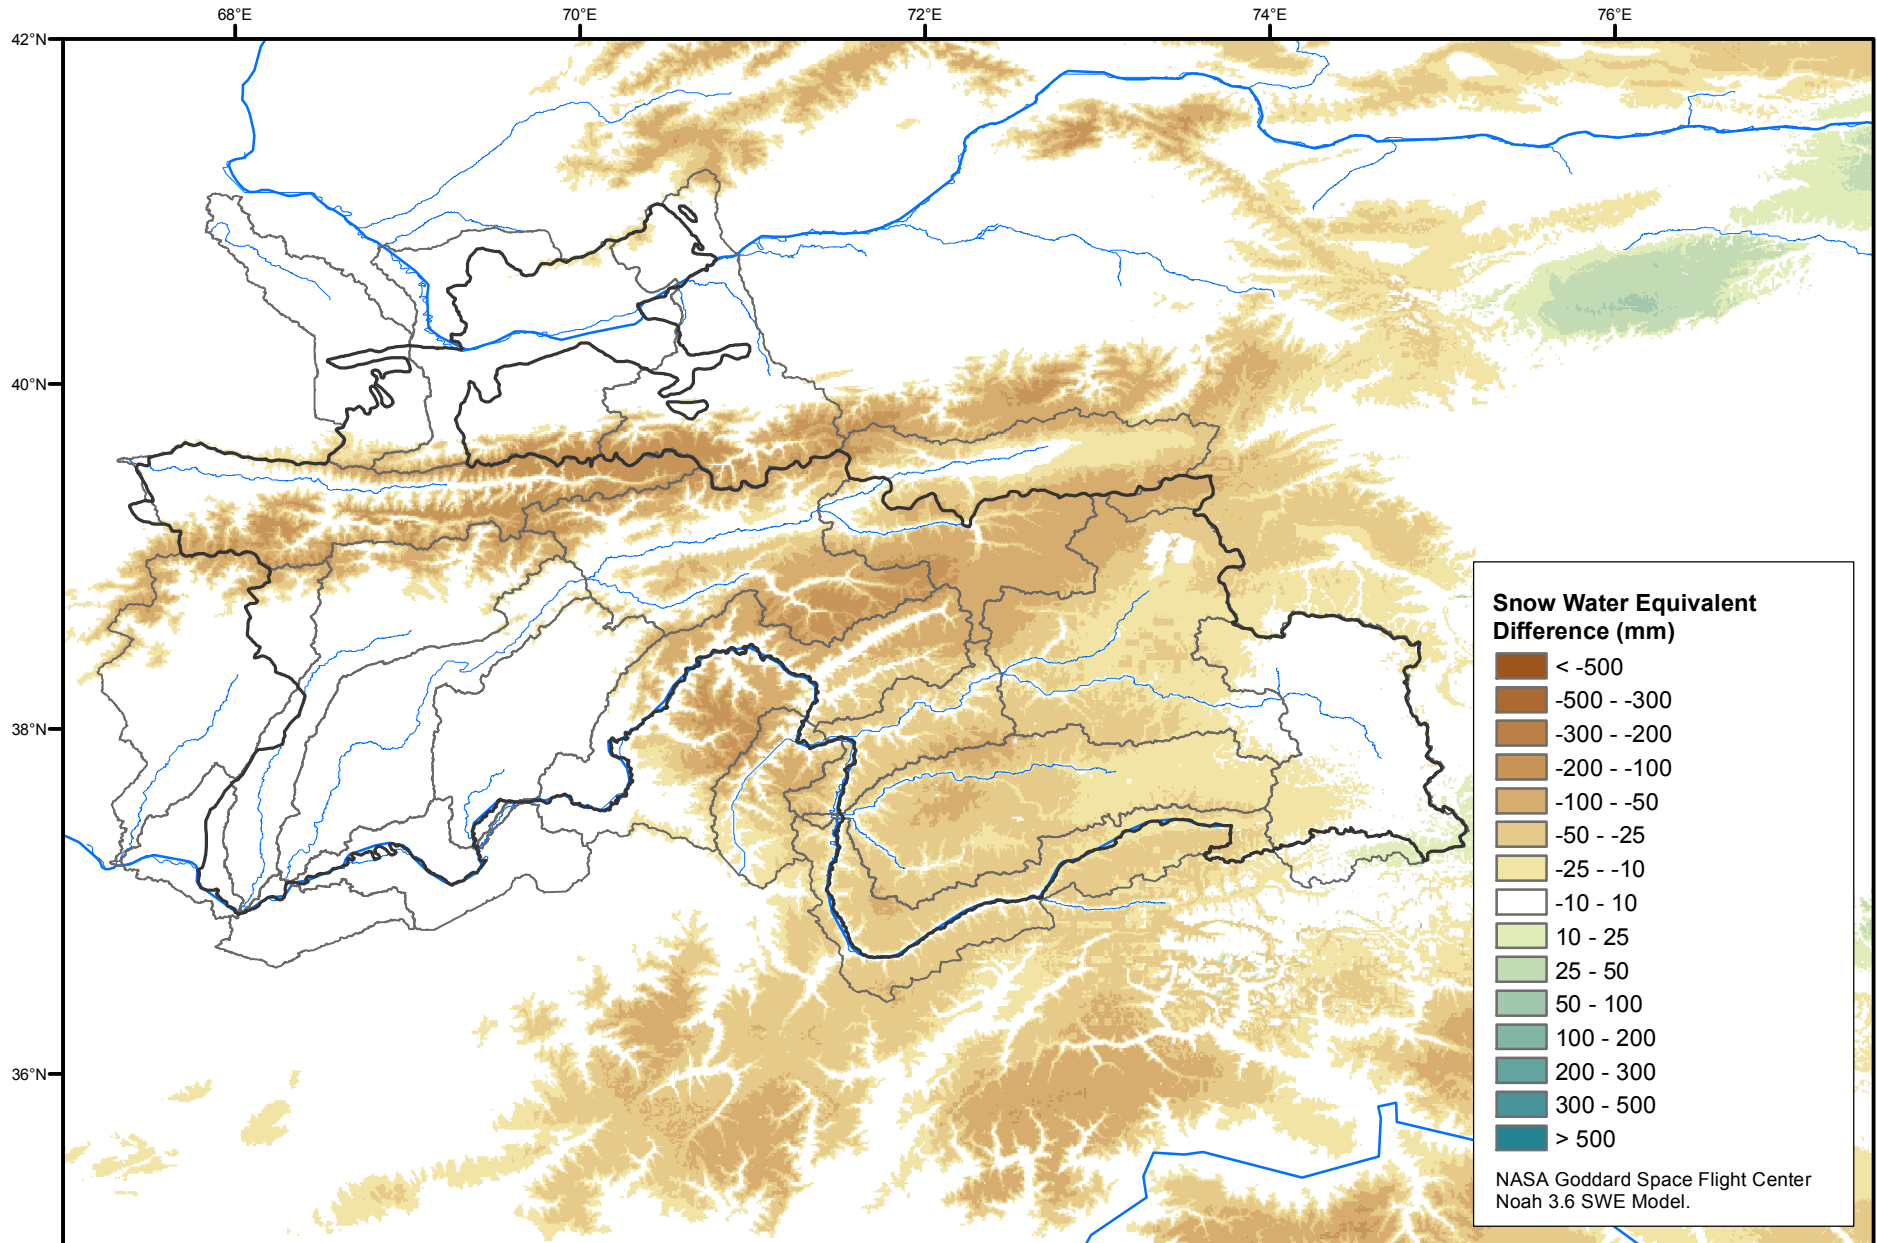 68°E
70°E
72°E
74°E
76°E
42°N
40°N
38°N
36°N
Snow Water Equivalent
Difference (mm)
< -500
-500 - -300
-300 - -200
-200 - -100
-100 - -50
-50 - -25
-25 - -10
-10 - 10
10 - 25
25 - 50
50 - 100
100 - 200
200 - 300
300 - 500
> 500
NASA Goddard Space Flight Center
Noah 3.6 SWE Model.